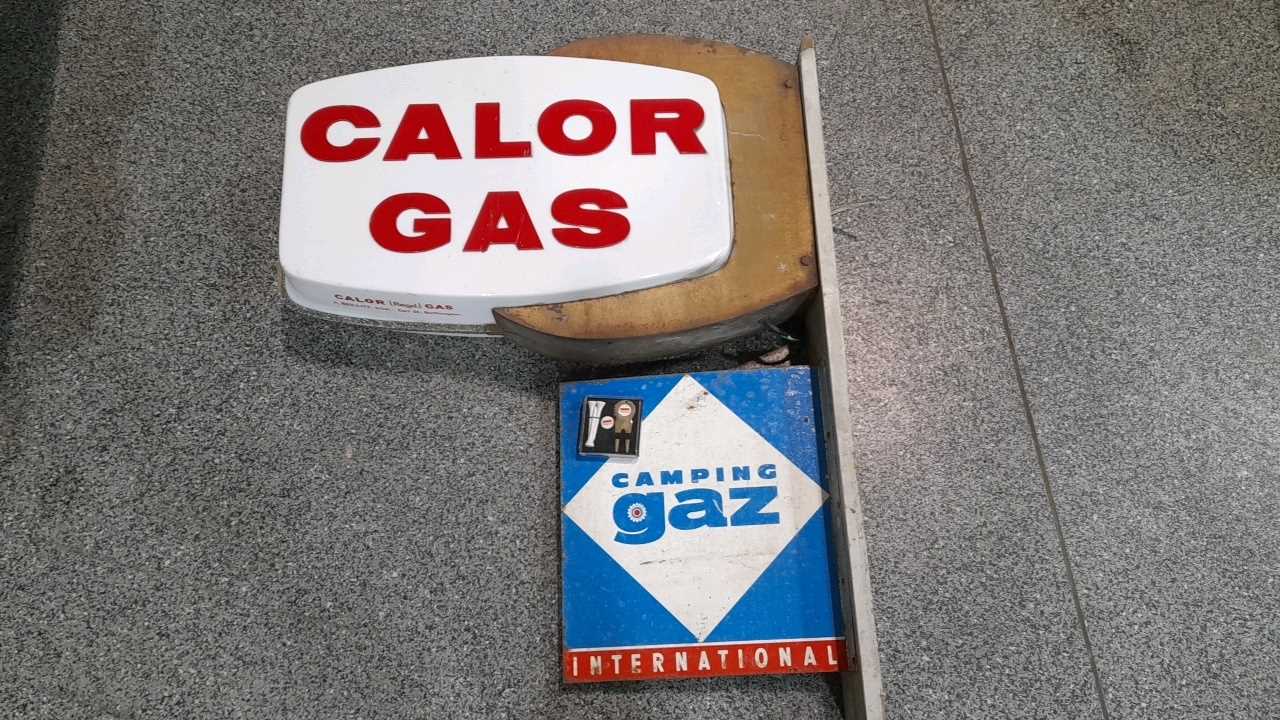 CALOR
GAS
CALOR (Regd.) GAS
CAMPING
gaz
INTERNATIONAL